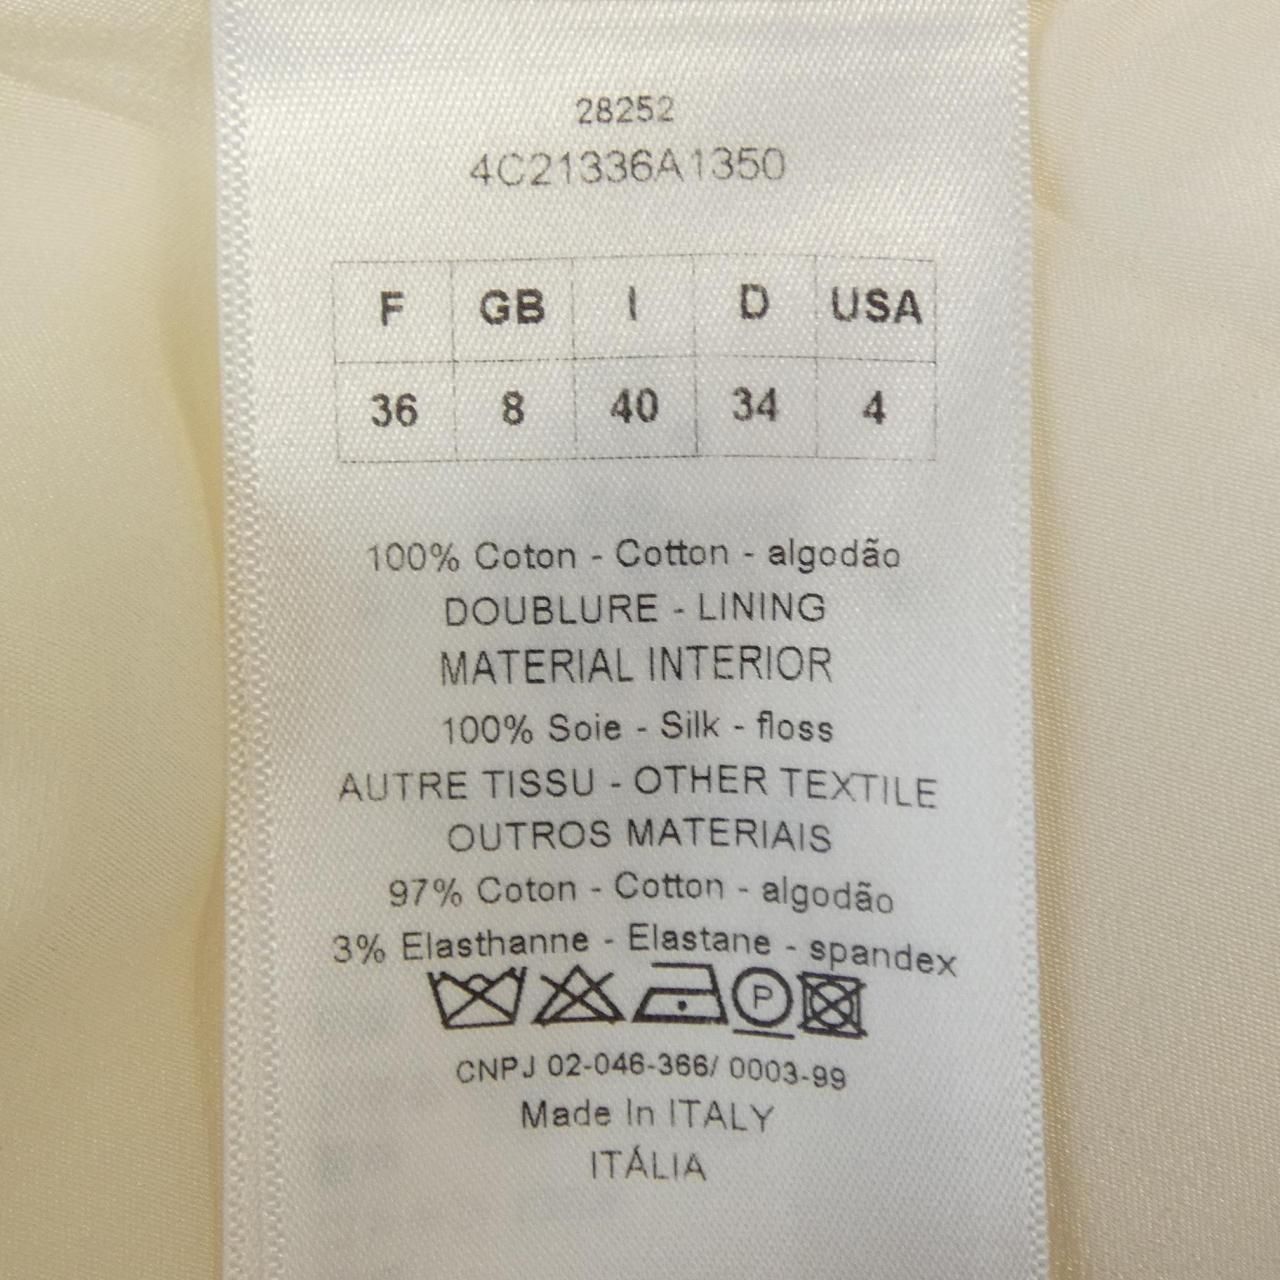 28252
4C21336A1350
F GB I D USA
36 8 40 34 4
100% Coton - Cotton - algodão
DOUBLURE - LINING
MATERIAL INTERIOR
100% Soie - Silk - floss
AUTRE TISSU - OTHER TEXTILE
OUTROS MATERIAIS
97% Coton - Cotton - algodão
3% Elasthanne - Elastane - spandex
P
CNPJ 02-046-366/ 0003-99
Made In ITALY
ITÁLIA